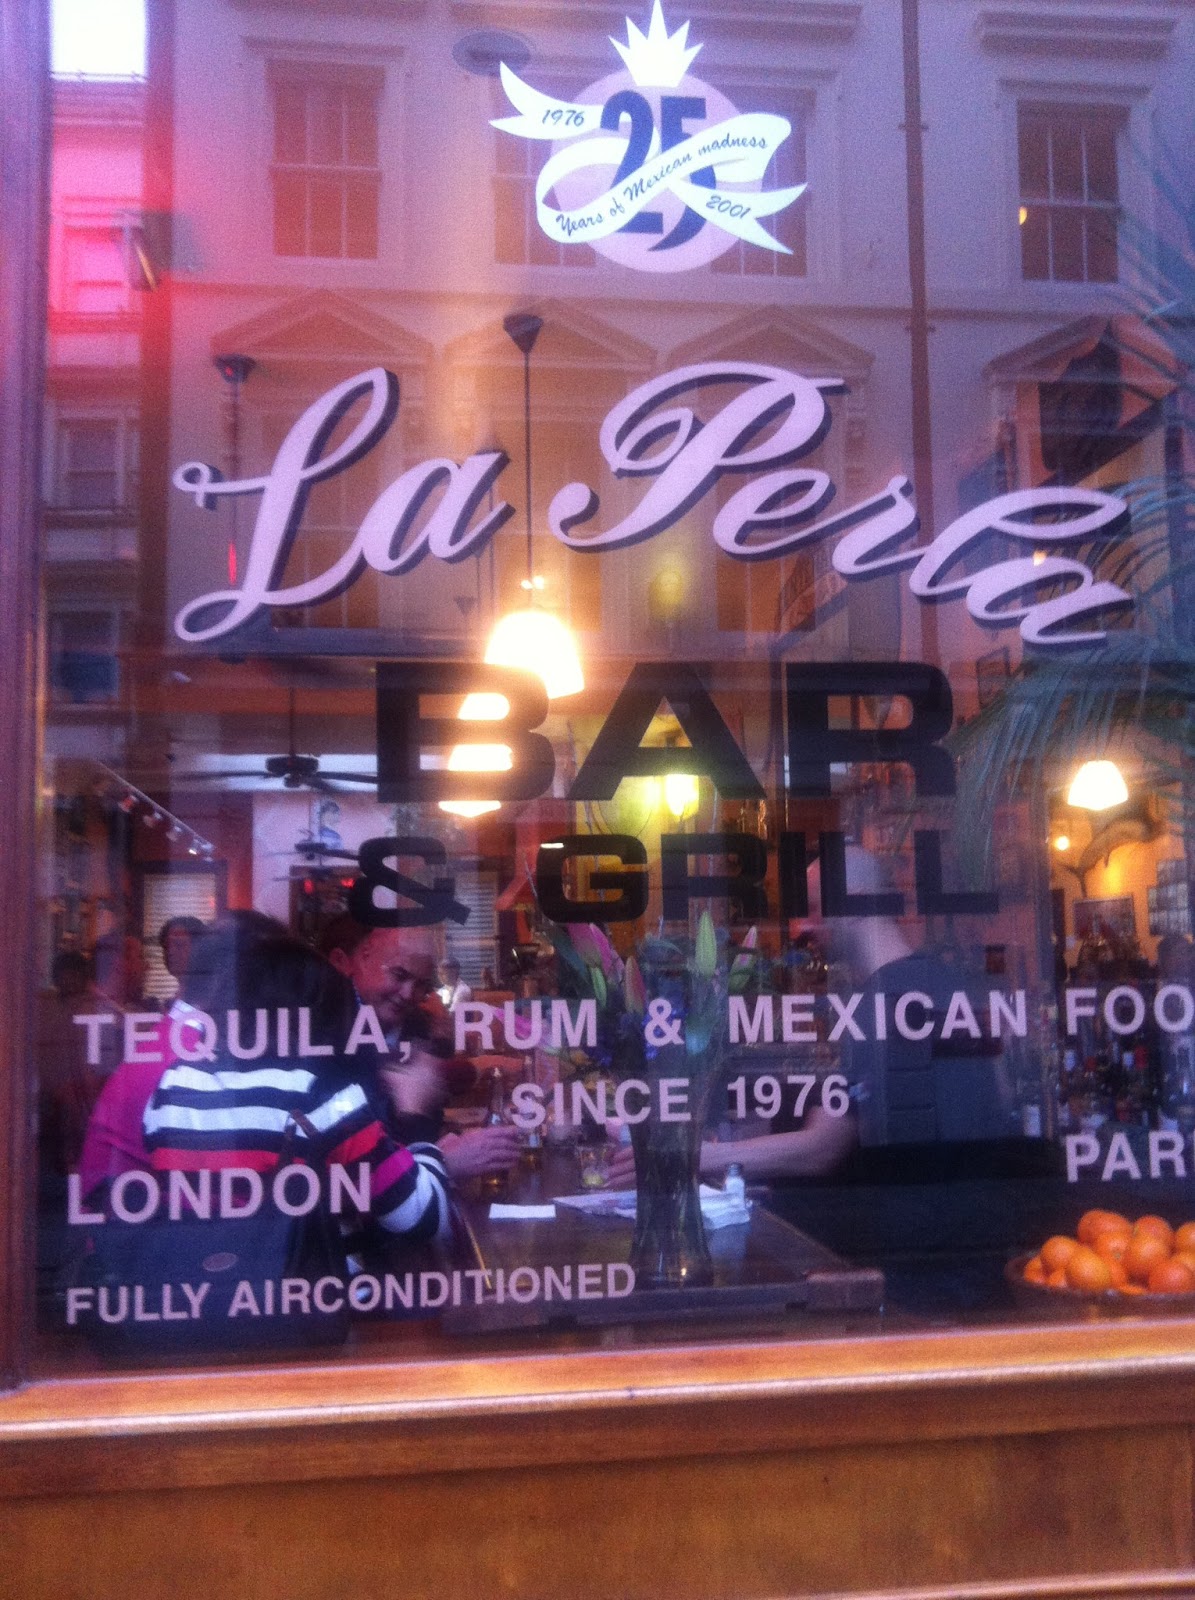 1976
25
Years of Mexican madness
2001
La Perla
BAR
& GRILL
TEQUILA, RUM & MEXICAN FOO
SINCE 1976
LONDON PARI
FULLY AIRCONDITIONED